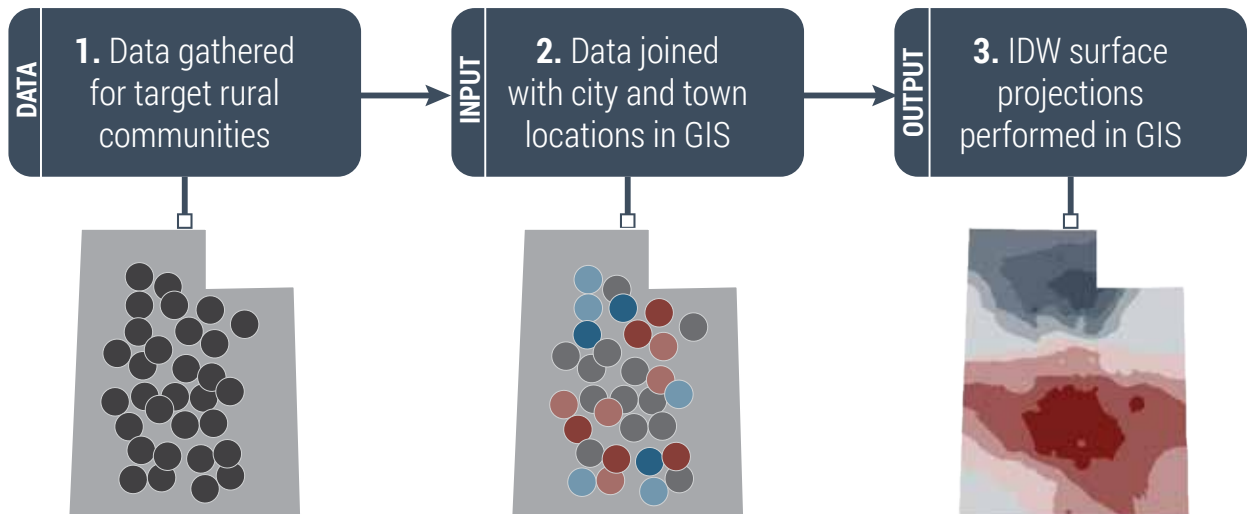 DATA
1. Data gathered
for target rural
communities
INPUT
2. Data joined
with city and town
locations in GIS
OUTPUT
3. IDW surface
projections
performed in GIS